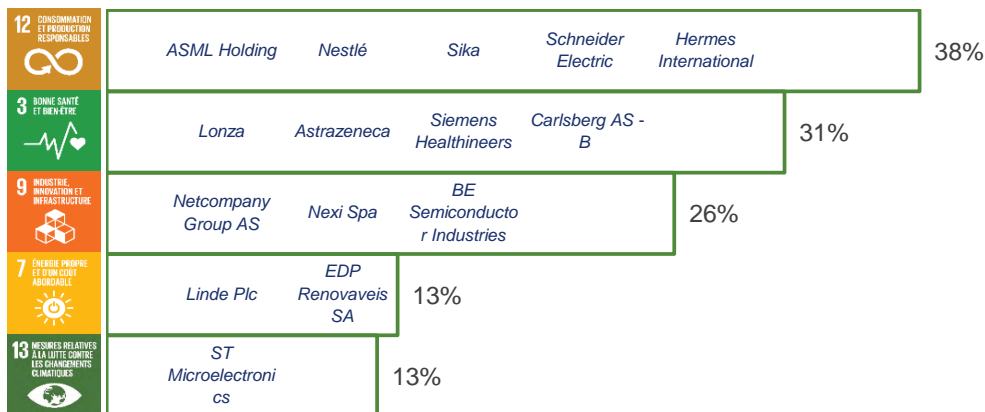 12 CONSOMMATION
ET PRODUCTION
RESPONSABLES
ASML Holding
Nestlé
Sika
Schneider
Electric
Hermes
International
38%
3 BONNE SANTÉ
ET BIEN-ÊTRE
Lonza
Astrazeneca
Siemens
Healthineers
Carlsberg AS -
B
31%
9 INDUSTRIE,
INNOVATION ET
INFRASTRUCTURE
Netcompany
Group AS
Nexi Spa
BE
Semiconducto
r Industries
26%
7 ÉNERGIE PROPRE
ET D'UN COÛT
ABORDABLE
Linde Plc
EDP
Renovaveis
SA
13%
13 MESURES RELATIVES
À LA LUTTE CONTRE
LES CHANGEMENTS
CLIMATIQUES
ST
Microelectroni
cs
13%